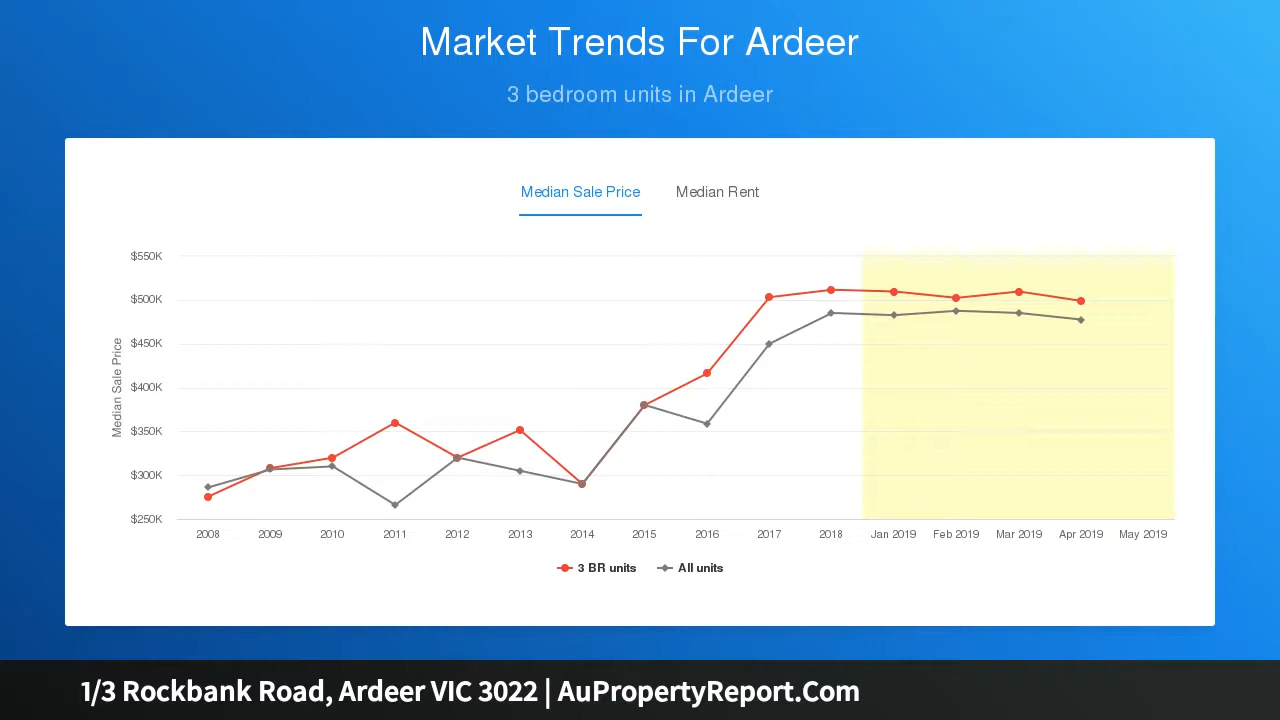 Market Trends For Ardeer
3 bedroom units in Ardeer
Median Sale Price Median Rent
$550K
$500K
$450K
$400K
$350K
$300K
$250K
Median Sale Price
2008 2009 2010 2011 2012 2013 2014 2015 2016 2017 2018 Jan 2019 Feb 2019 Mar 2019 Apr 2019 May 2019
3 BR units All units
1/3 Rockbank Road, Ardeer VIC 3022 | AuPropertyReport.Com